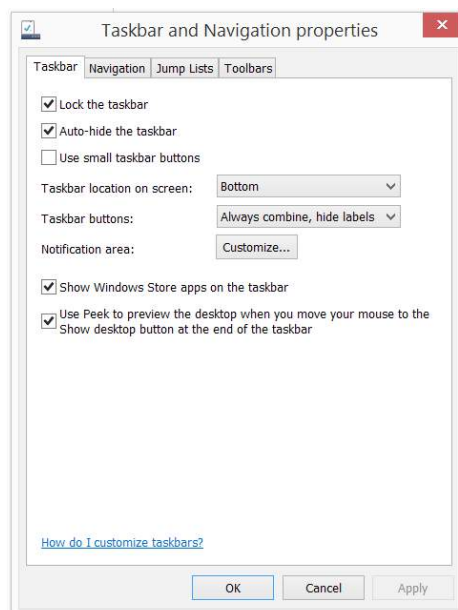 Taskbar and Navigation properties
Taskbar Navigation Jump Lists Toolbars
Lock the taskbar
Auto-hide the taskbar
Use small taskbar buttons
Taskbar location on screen: Bottom
Taskbar buttons: Always combine, hide labels
Notification area: Customize...
Show Windows Store apps on the taskbar
Use Peek to preview the desktop when you move your mouse to the
Show desktop button at the end of the taskbar
How do I customize taskbars?
OK Cancel Apply